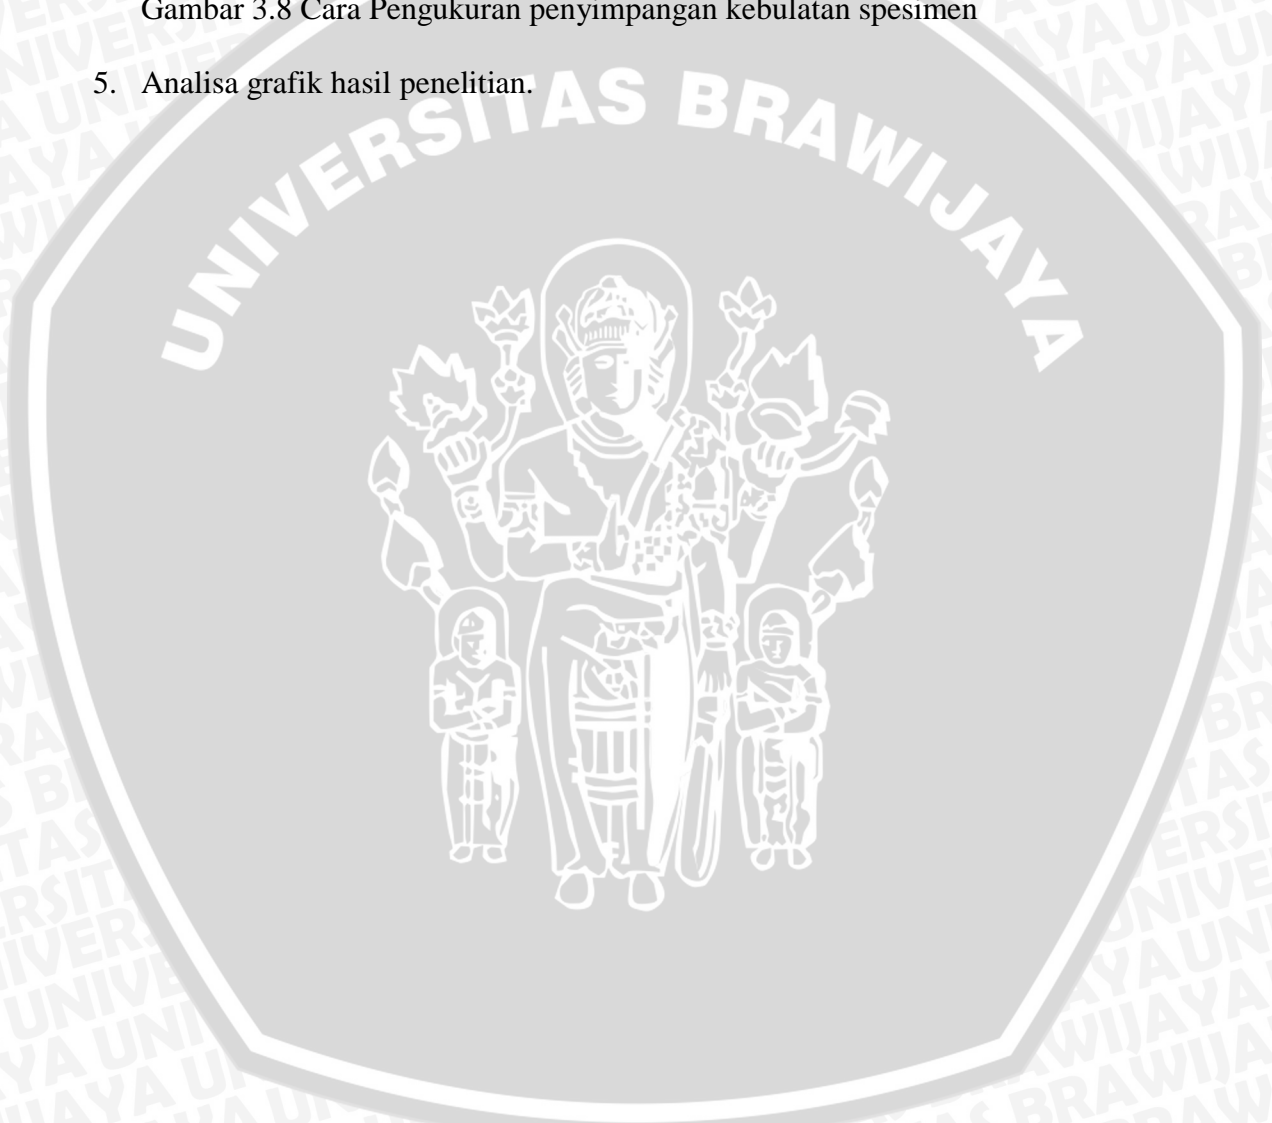 Gambar 3.8 Cara Pengukuran penyimpangan kebulatan spesimen
5. Analisa grafik hasil penelitian.
UNIVERSITAS BRAWIJAYA